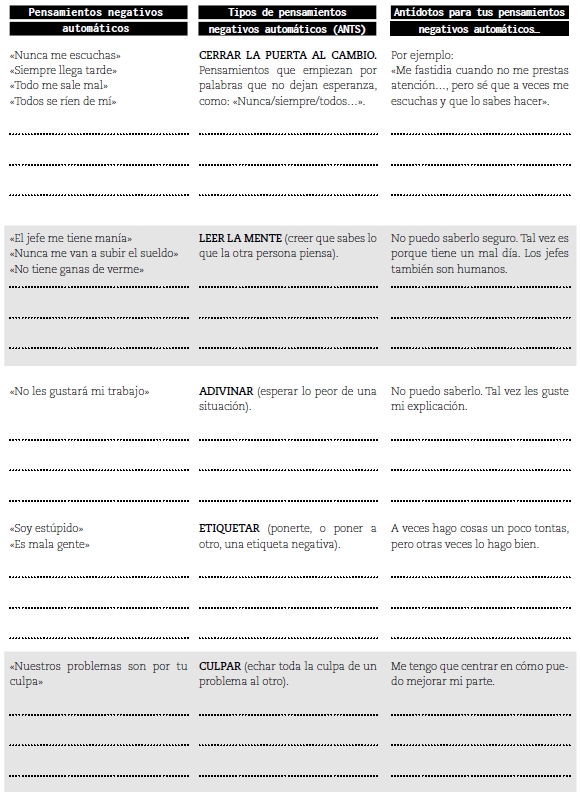 Pensamientos negativos
automáticos
Tipos de pensamientos
negativos automáticos (ANTS)
Antídotos para tus pensamientos
negativos automáticos…
«Nunca me escuchas»
«Siempre llega tarde»
«Todo me sale mal»
«Todos se ríen de mí»
CERRAR LA PUERTA AL CAMBIO.
Pensamientos que empiezan por
palabras que no dejan esperanza,
como: «Nunca/siempre/todos…».
Por ejemplo:
«Me fastidia cuando no me prestas
atención…, pero sé que a veces me
escuchas y que lo sabes hacer».
«El jefe me tiene manía»
«Nunca me van a subir el sueldo»
«No tiene ganas de verme»
LEER LA MENTE (creer que sabes lo
que la otra persona piensa).
No puedo saberlo seguro. Tal vez es
porque tiene un mal día. Los jefes
también son humanos.
«No les gustará mi trabajo»
ADIVINAR (esperar lo peor de una
situación).
No puedo saberlo. Tal vez les guste
mi explicación.
«Soy estúpido»
«Es mala gente»
ETIQUETAR (ponerte, o poner a
otro, una etiqueta negativa).
A veces hago cosas un poco tontas,
pero otras veces lo hago bien.
«Nuestros problemas son por tu
culpa»
CULPAR (echar toda la culpa de un
problema al otro).
Me tengo que centrar en cómo pue-
do mejorar mi parte.